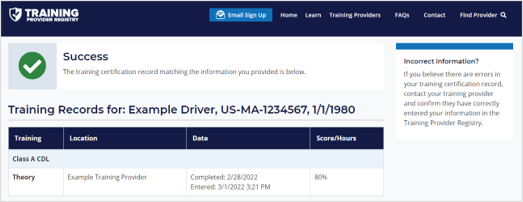 TRAINING
PROVIDER REGISTRY
Email Sign Up Home Learn Training Providers FAQs Contact Find Provider
Success
The training certification record matching the information you provided is below.
Incorrect information?
If you believe there are errors in
your training certification record,
contact your training provider
and confirm they have correctly
entered your information in the
Training Provider Registry.
Training Records for: Example Driver, US-MA-1234567, 1/1/1980
Training Location Date Score/Hours
Class A CDL
Theory Example Training Provider Completed: 2/28/2022 80%
Entered: 3/1/2022 3:21 PM